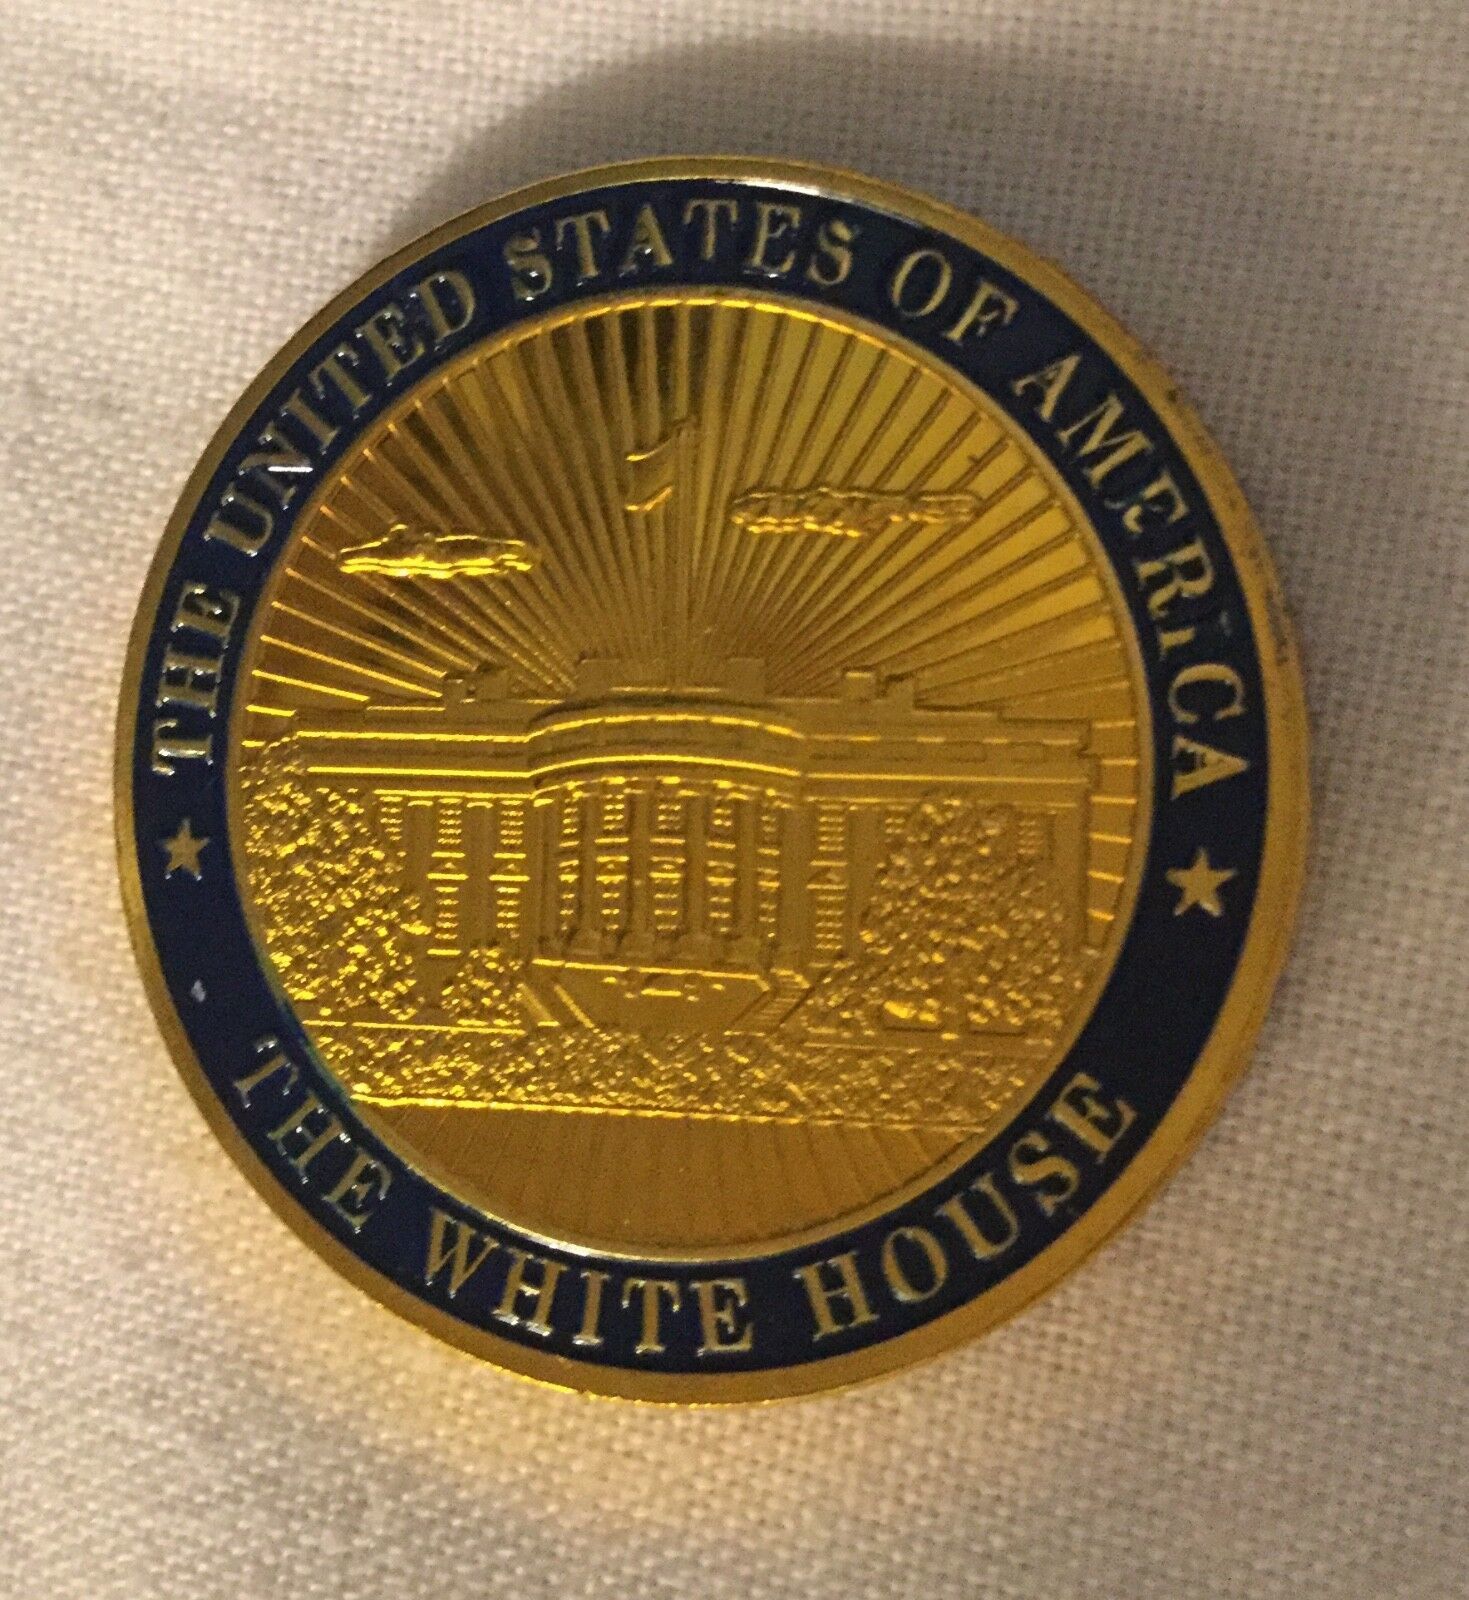 THE UNITED STATES OF AMERICA
THE WHITE HOUSE